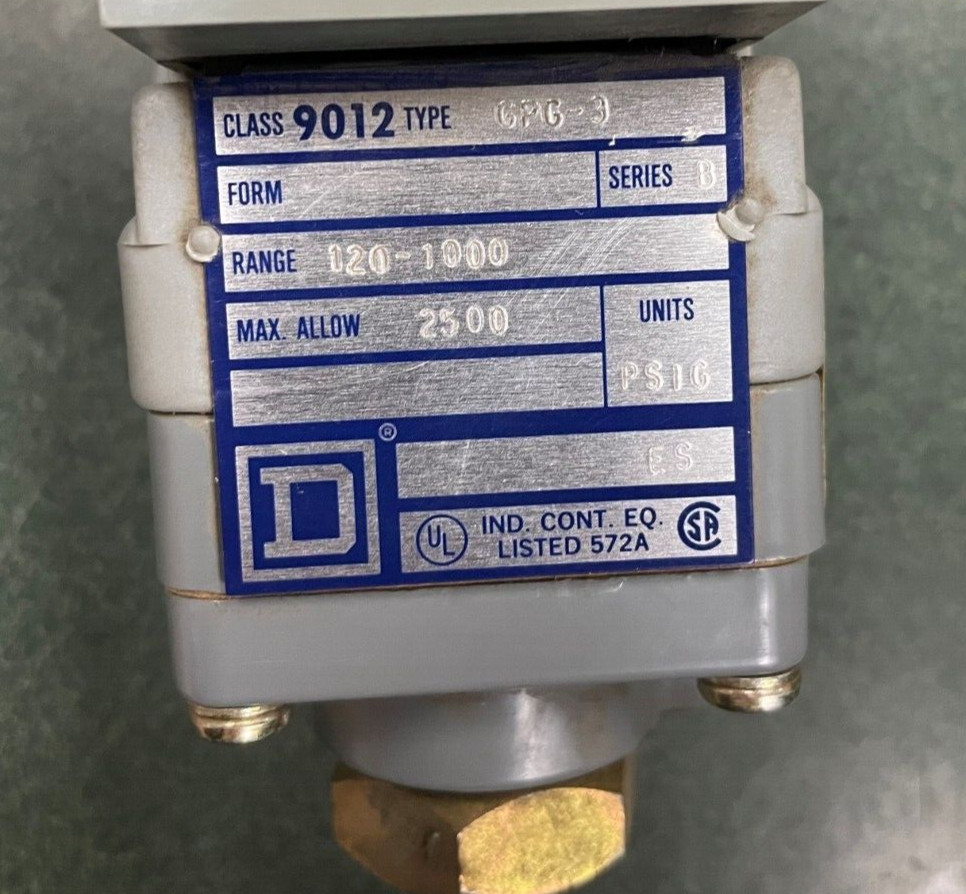 CLASS 9012 TYPE GPG-3
FORM
SERIES B
RANGE 120-1000
MAX. ALLOW 2500
UNITS
PSIG
D
®
ES
UL IND. CONT. EQ. SA
LISTED 572A